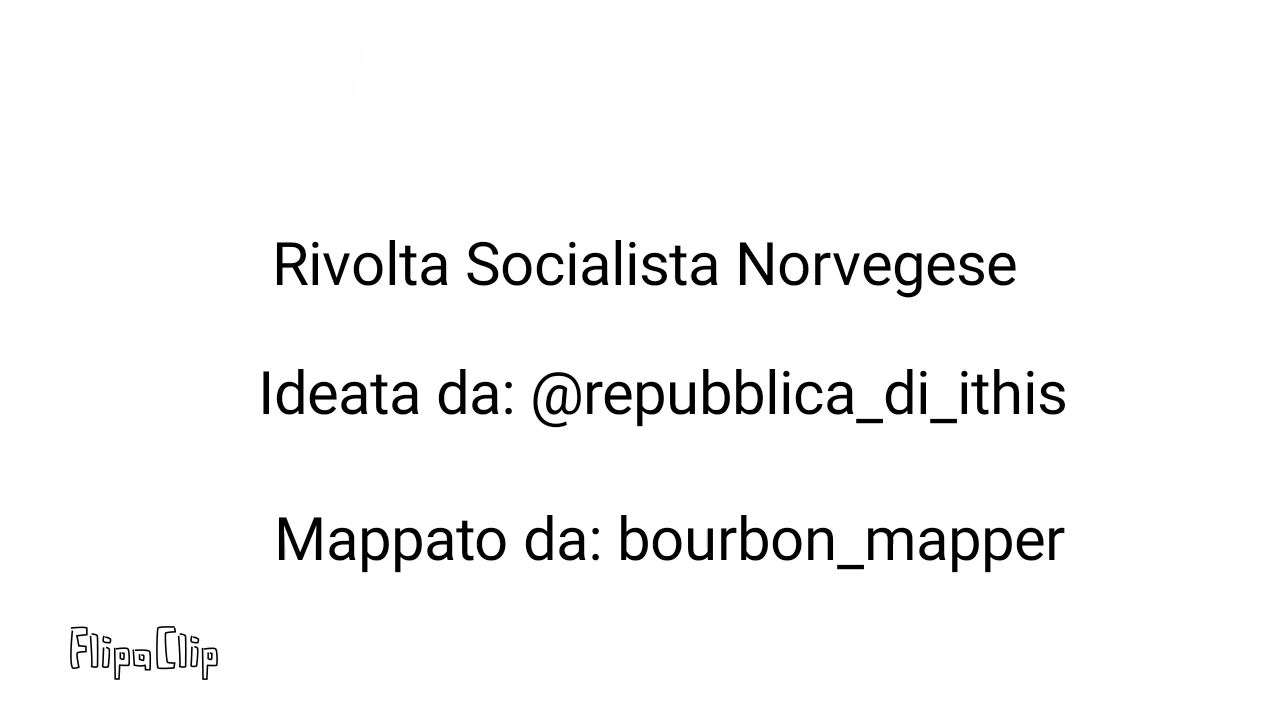 Rivolta Socialista Norvegese
Ideata da: @repubblica_di_ithis
Mappato da: bourbon_mapper
FlipaClip